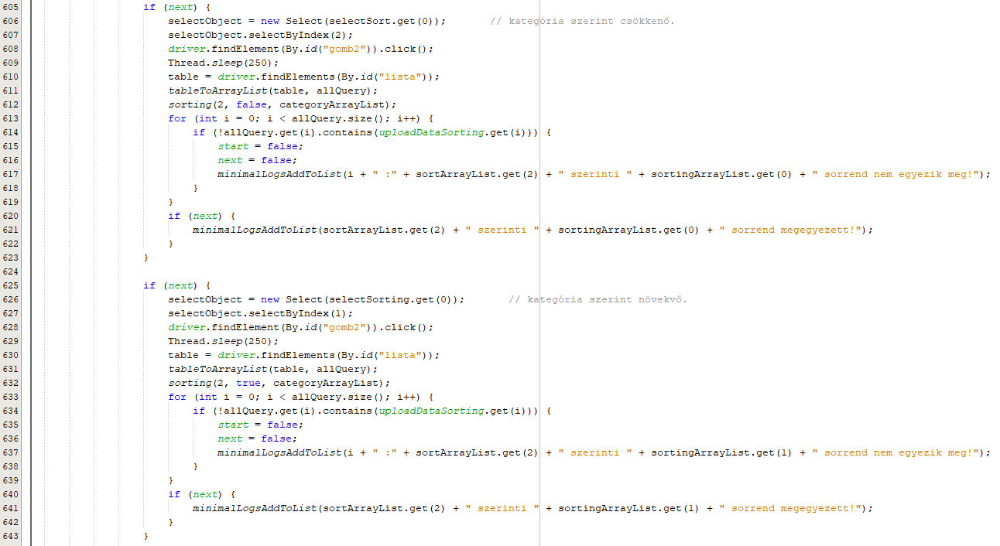 605 if (next) {
606 selectObject = new Select(selectSort.get(0)); // kategória szerint csökkenő.
607 selectObject.selectByIndex(2);
608 driver.findElement(By.id("gomb2")).click();
609 Thread.sleep(250);
610 table = driver.findElements(By.id("lista"));
611 tableToArrayList(table, allQuery);
612 sorting(2, false, categoryArrayList);
613 for (int i = 0; i < allQuery.size(); i++) {
614 if (!allQuery.get(i).contains(uploadDataSorting.get(i))) {
615 start = false;
616 next = false;
617 minimalLogsAddToList(i + " :" + sortArrayList.get(2) + " szerinti " + sortingArrayList.get(0) + " sorrend nem egyezik meg!");
618 }
619 }
620 if (next) {
621 minimalLogsAddToList(sortArrayList.get(2) + " szerinti " + sortingArrayList.get(0) + " sorrend megegyezett!");
622 }
623 }
624
625 if (next) {
626 selectObject = new Select(selectSorting.get(0)); // kategória szerint növekvő.
627 selectObject.selectByIndex(1);
628 driver.findElement(By.id("gomb2")).click();
629 Thread.sleep(250);
630 table = driver.findElements(By.id("lista"));
631 tableToArrayList(table, allQuery);
632 sorting(2, true, categoryArrayList);
633 for (int i = 0; i < allQuery.size(); i++) {
634 if (!allQuery.get(i).contains(uploadDataSorting.get(i))) {
635 start = false;
636 next = false;
637 minimalLogsAddToList(i + " :" + sortArrayList.get(2) + " szerinti " + sortingArrayList.get(1) + " sorrend nem egyezik meg!");
638 }
639 }
640 if (next) {
641 minimalLogsAddToList(sortArrayList.get(2) + " szerinti " + sortingArrayList.get(1) + " sorrend megegyezett!");
642 }
643 }